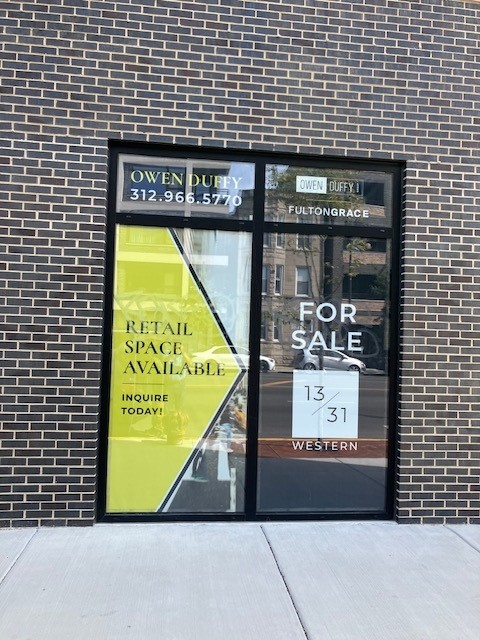 OWEN DUFFY
312.966.5770
OWEN DUFFY
FULTONGRACE
RETAIL
SPACE
AVAILABLE
INQUIRE
TODAY!
FOR
SALE
13/31
WESTERN